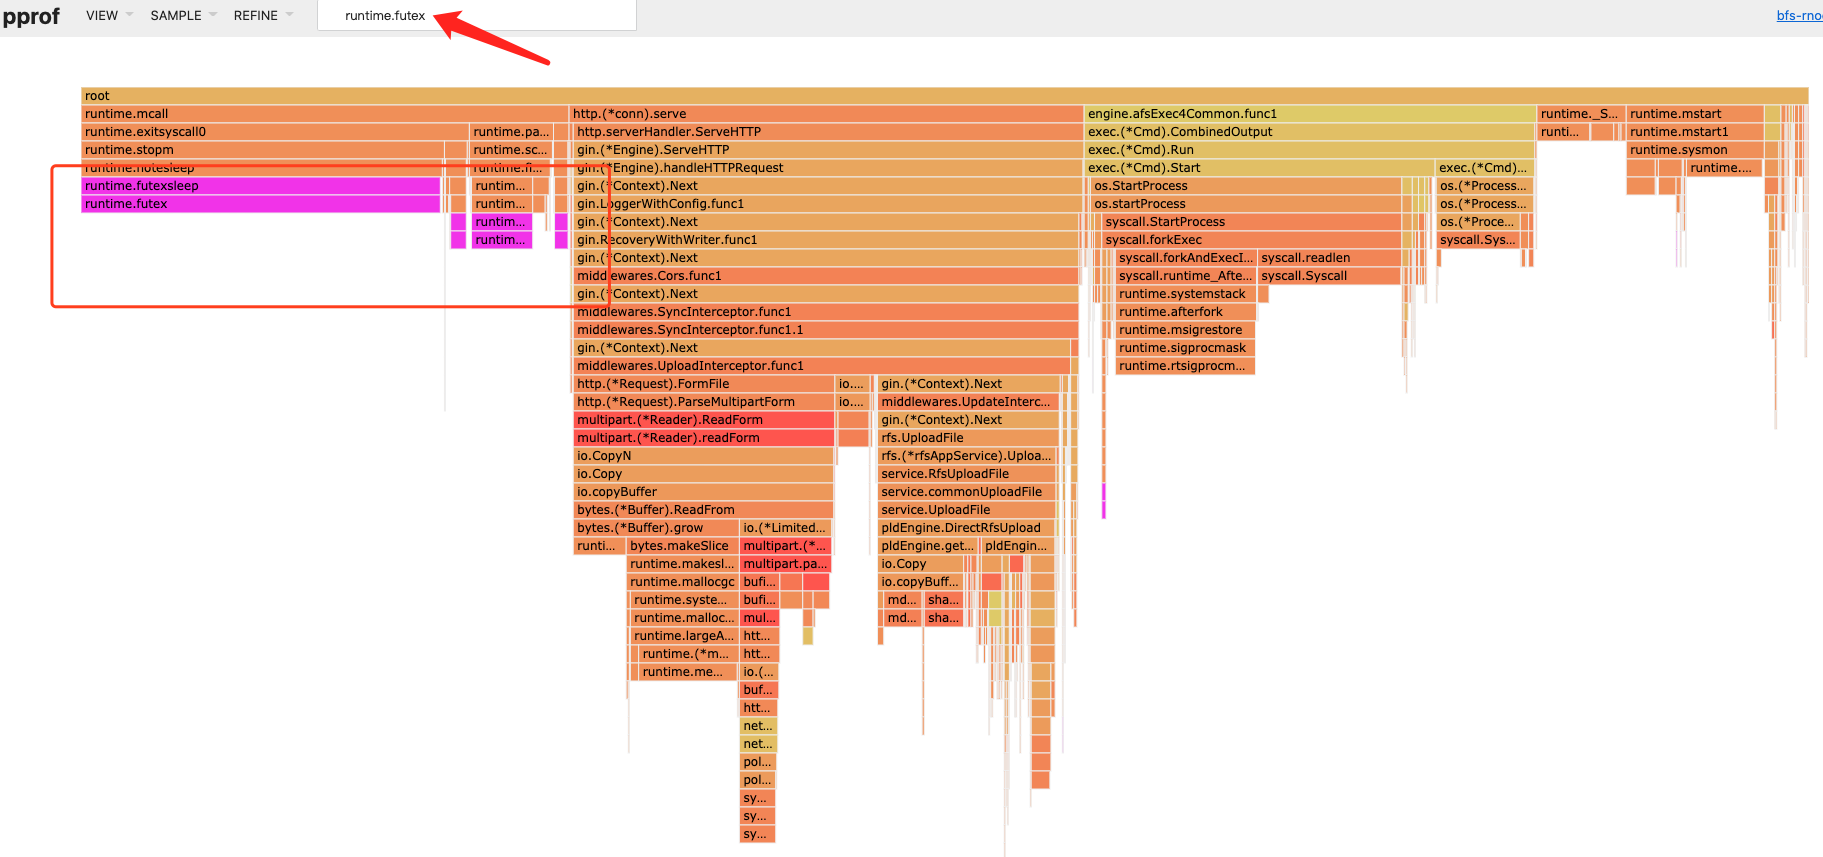 pprof VIEW SAMPLE REFINE runtime.futex bfs-rno
root
runtime.mcall http.(*conn).serve engine.afsExec4Common.func1 runtime._S... runtime.mstart
runtime.exitsyscall0 runtime.pa... http.serverHandler.ServeHTTP exec.(*Cmd).CombinedOutput runti... runtime.mstart1
runtime.stopm runtime.sc... gin.(*Engine).ServeHTTP exec.(*Cmd).Run runtime.sysmon
runtime.notesleep runtime.fi... gin.(*Engine).handleHTTPRequest exec.(*Cmd).Start exec.(*Cmd)... runtime....
runtime.futexsleep runtim... gin.(*Context).Next os.StartProcess os.(*Process...
runtime.futex runtim... gin.LoggerWithConfig.func1 os.startProcess os.(*Process...
runtim... gin.(*Context).Next syscall.StartProcess os.(*Proce...
runtim... gin.RecoveryWithWriter.func1 syscall.forkExec syscall.Sys...
gin.(*Context).Next syscall.forkAndExecI... syscall.readlen
middlewares.Cors.func1 syscall.runtime_Afte... syscall.Syscall
gin.(*Context).Next runtime.systemstack
middlewares.SyncInterceptor.func1 runtime.afterfork
middlewares.SyncInterceptor.func1.1 runtime.msigrestore
gin.(*Context).Next runtime.sigprocmask
middlewares.UploadInterceptor.func1 runtime.rtsigprocm...
http.(*Request).FormFile io.... gin.(*Context).Next
http.(*Request).ParseMultipartForm io.... middlewares.UpdateInterc...
multipart.(*Reader).ReadForm gin.(*Context).Next
multipart.(*Reader).readForm rfs.UploadFile
io.CopyN rfs.(*rfsAppService).Uploa...
io.Copy service.RfsUploadFile
io.copyBuffer service.commonUploadFile
bytes.(*Buffer).ReadFrom service.UploadFile
bytes.(*Buffer).grow io.(*Limited... pldEngine.DirectRfsUpload
runti... bytes.makeSlice multipart.(*... pldEngine.get... pldEngin...
runtime.makesl... multipart.pa... io.Copy
runtime.mallocgc bufi... io.copyBuff...
runtime.syste... bufi... md... sha...
runtime.malloc... mul... md... sha...
runtime.largeA... htt...
runtime.(*m... htt...
runtime.me... io.(...
buf...
htt...
net...
net...
pol...
pol...
sy...
sy...
sy...